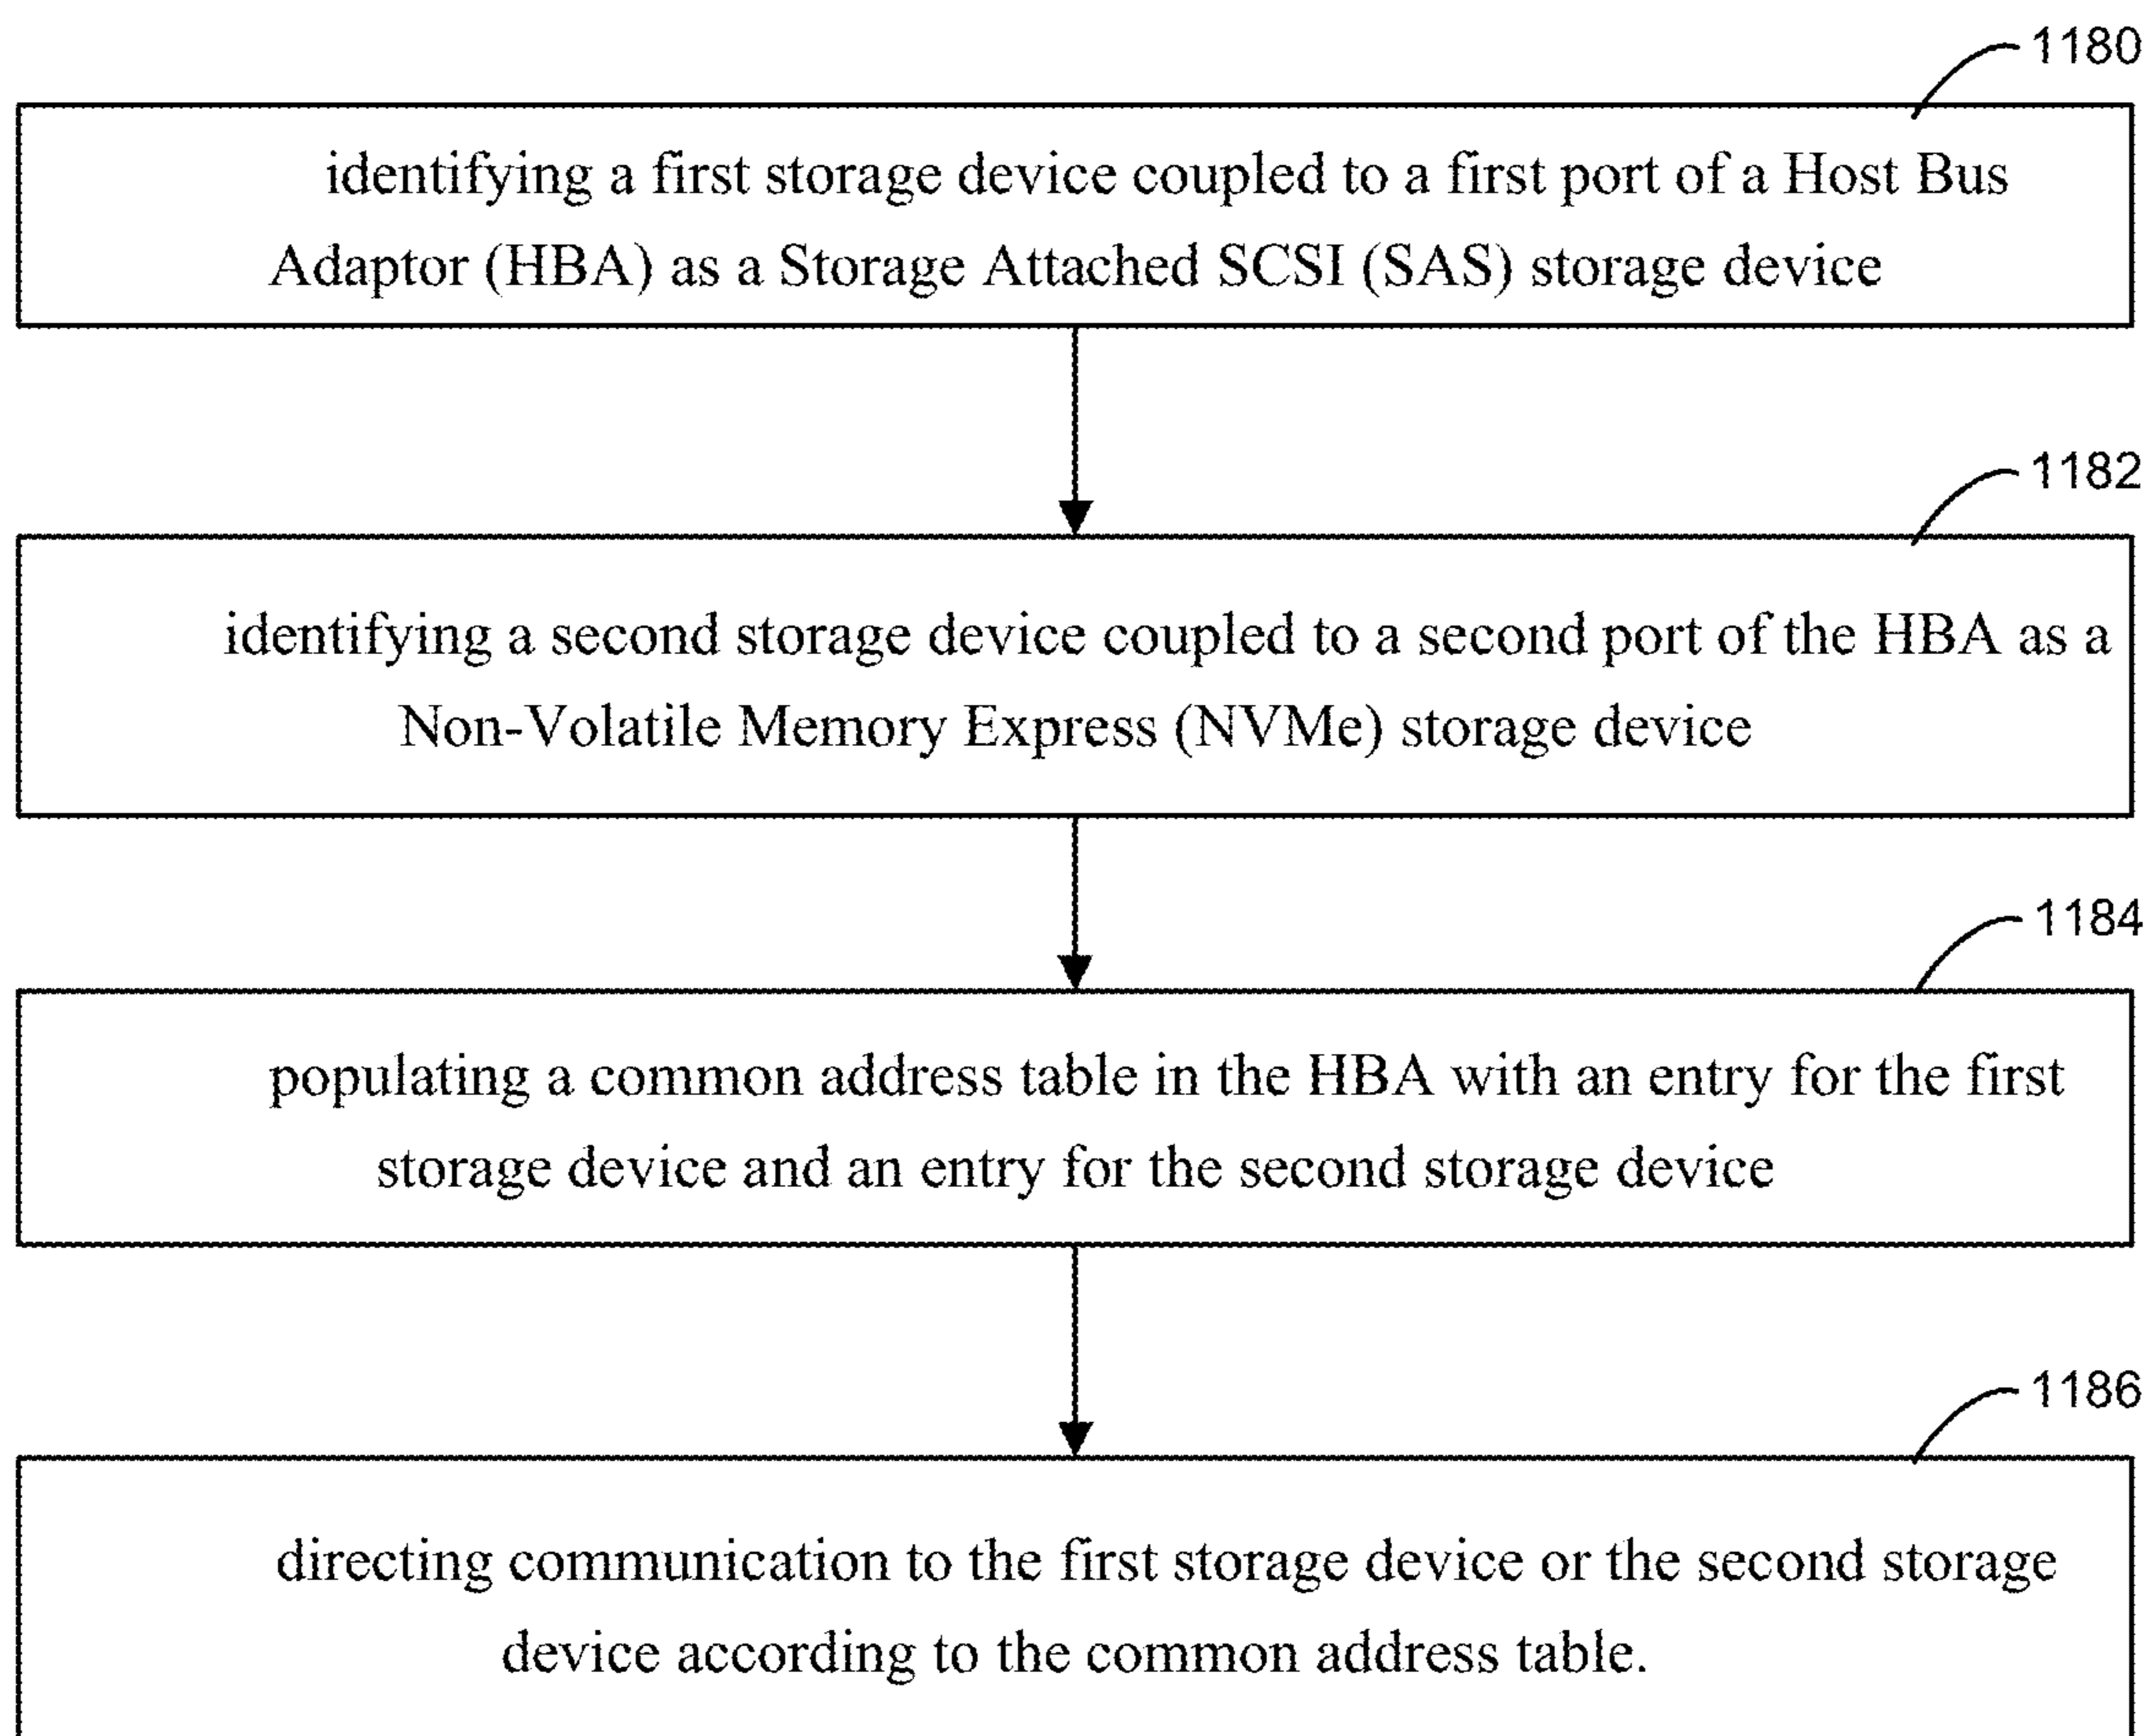 1180
identifying a first storage device coupled to a first port of a Host Bus
Adaptor (HBA) as a Storage Attached SCSI (SAS) storage device
1182
identifying a second storage device coupled to a second port of the HBA as a
Non-Volatile Memory Express (NVMe) storage device
1184
populating a common address table in the HBA with an entry for the first
storage device and an entry for the second storage device
1186
directing communication to the first storage device or the second storage
device according to the common address table.